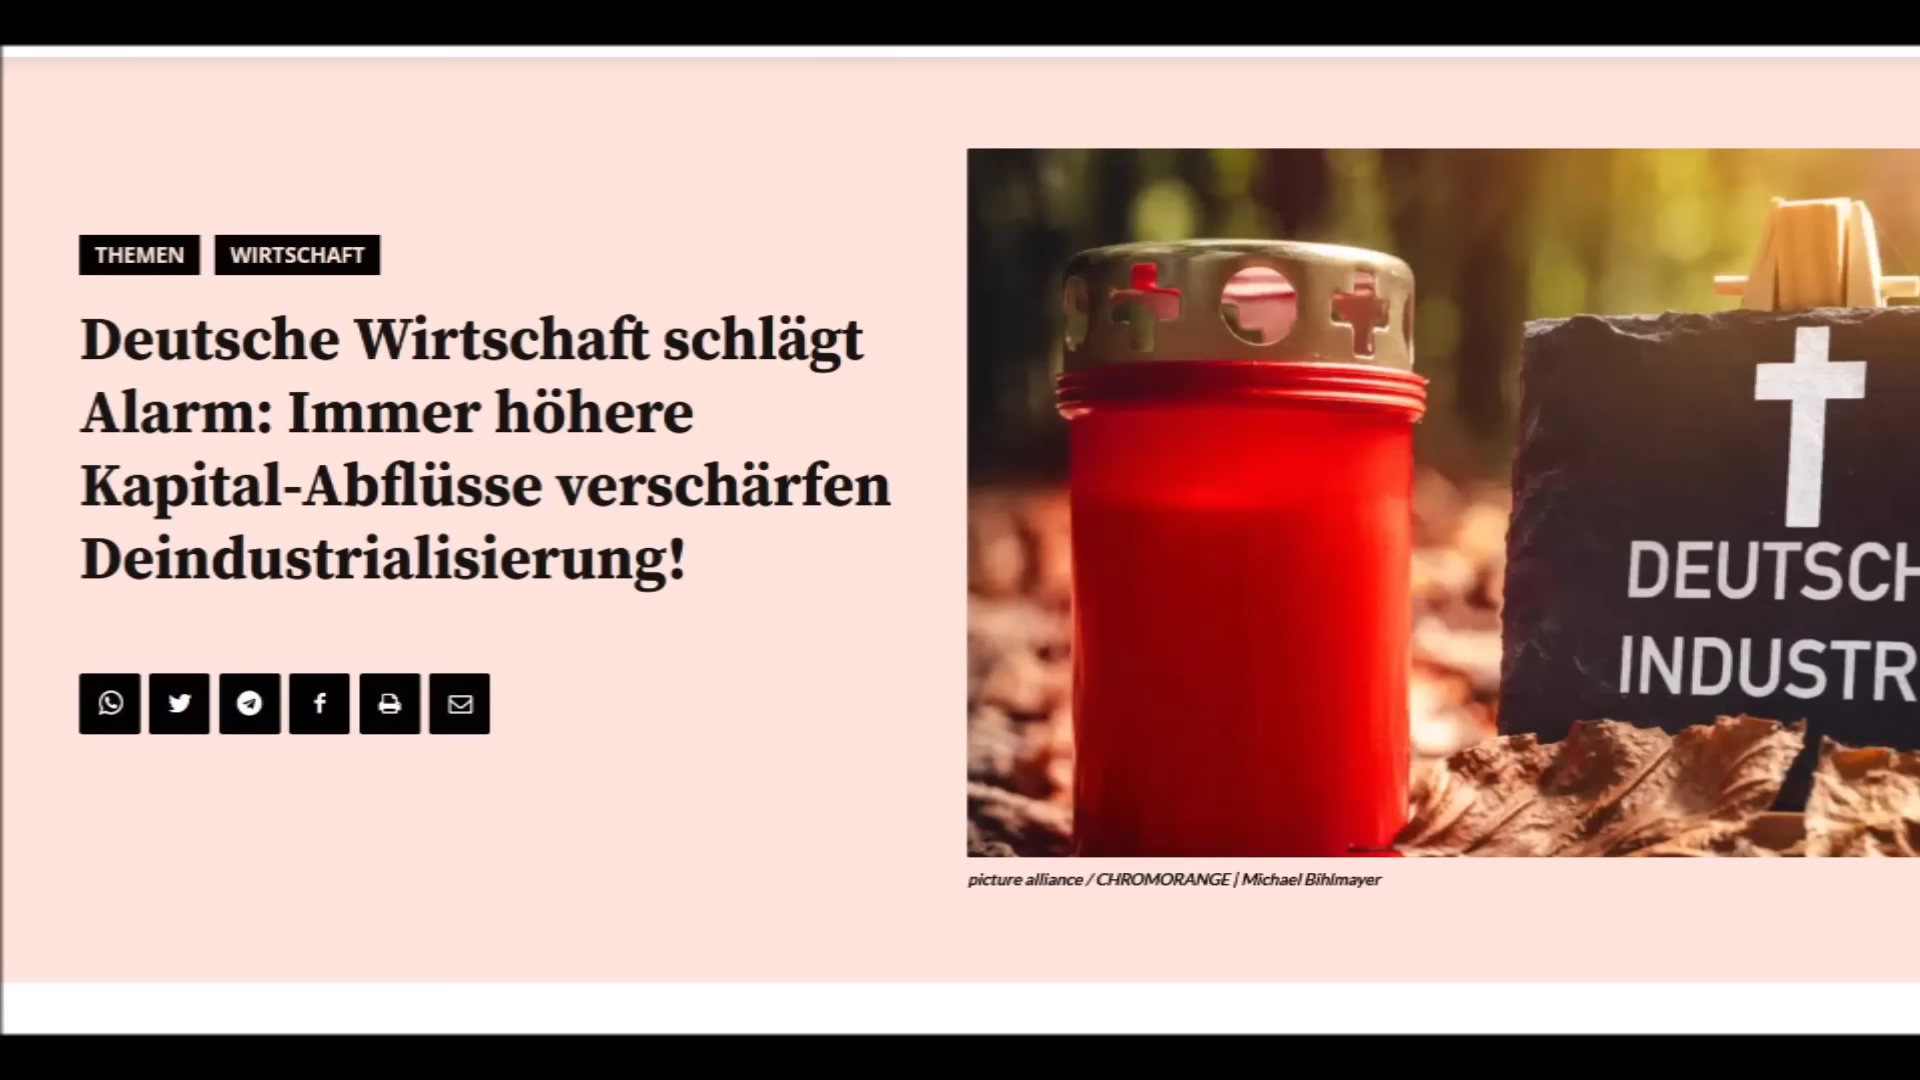 THEMEN WIRTSCHAFT
Deutsche Wirtschaft schlägt
Alarm: Immer höhere
Kapital-Abflüsse verschärfen
Deindustrialisierung!
DEUTSCH
INDUSTR
picture alliance / CHROMORANGE | Michael Bihlmayer